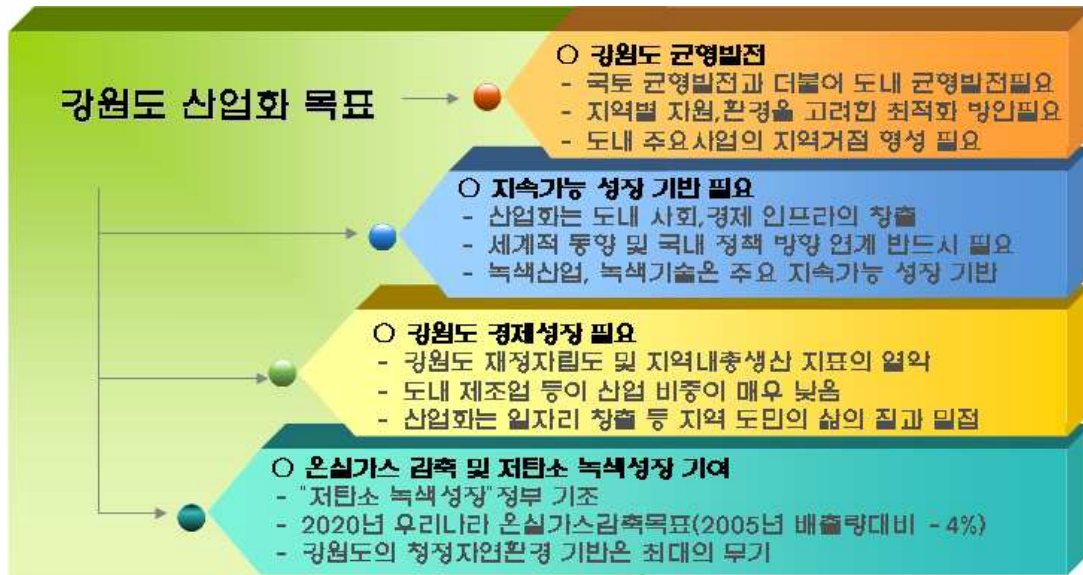 강원도 산업화 목표
○ 강원도 균형발전
- 국토 균형발전과 더불어 도내 균형발전필요
- 지역별 자원,환경을 고려한 최적화 방안필요
- 도내 주요사업의 지역거점 형성 필요
○ 지속가능 성장 기반 필요
- 산업화는 도내 사회,경제 인프라의 창출
- 세계적 동향 및 국내 정책 방향 연계 반드시 필요
- 녹색산업, 녹색기술은 주요 지속가능 성장 기반
○ 강원도 경제성장 필요
- 강원도 재정자립도 및 지역내총생산 지표의 열악
- 도내 제조업 등이 산업 비중이 매우 낮음
- 산업화는 일자리 창출 등 지역 도민의 삶의 질과 밀접
○ 온실가스 감축 및 저탄소 녹색성장 기여
- "저탄소 녹색성장"정부 기조
- 2020년 우리나라 온실가스감축목표(2005년 배출량대비 -4%)
- 강원도의 청정자연환경 기반은 최대의 무기